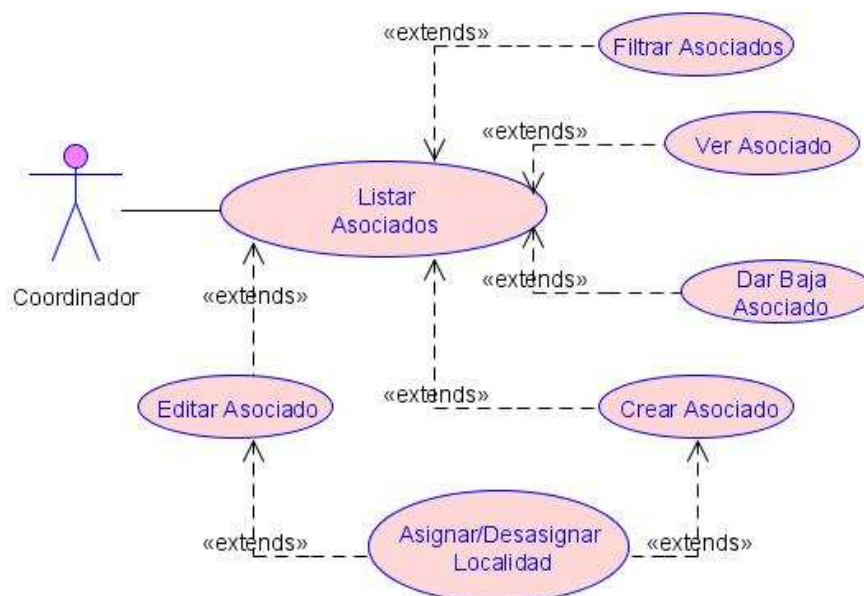 «extends»
Filtrar Asociados
«extends»
Ver Asociado
Listar
Asociados
Coordinador
«extends»
«extends»
Dar Baja
Asociado
Editar Asociado
«extends»
Crear Asociado
«extends»
Asignar/Desasignar
Localidad
«extends»